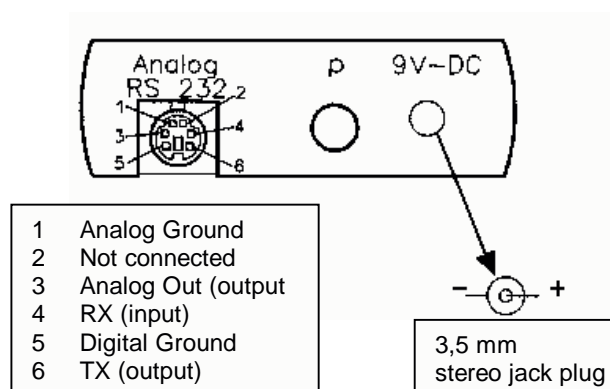 Analog
RS 232
p
9V-DC
1
2
3
4
5
6
1 Analog Ground
2 Not connected
3 Analog Out (output
4 RX (input)
5 Digital Ground
6 TX (output)
- +
3,5 mm
stereo jack plug